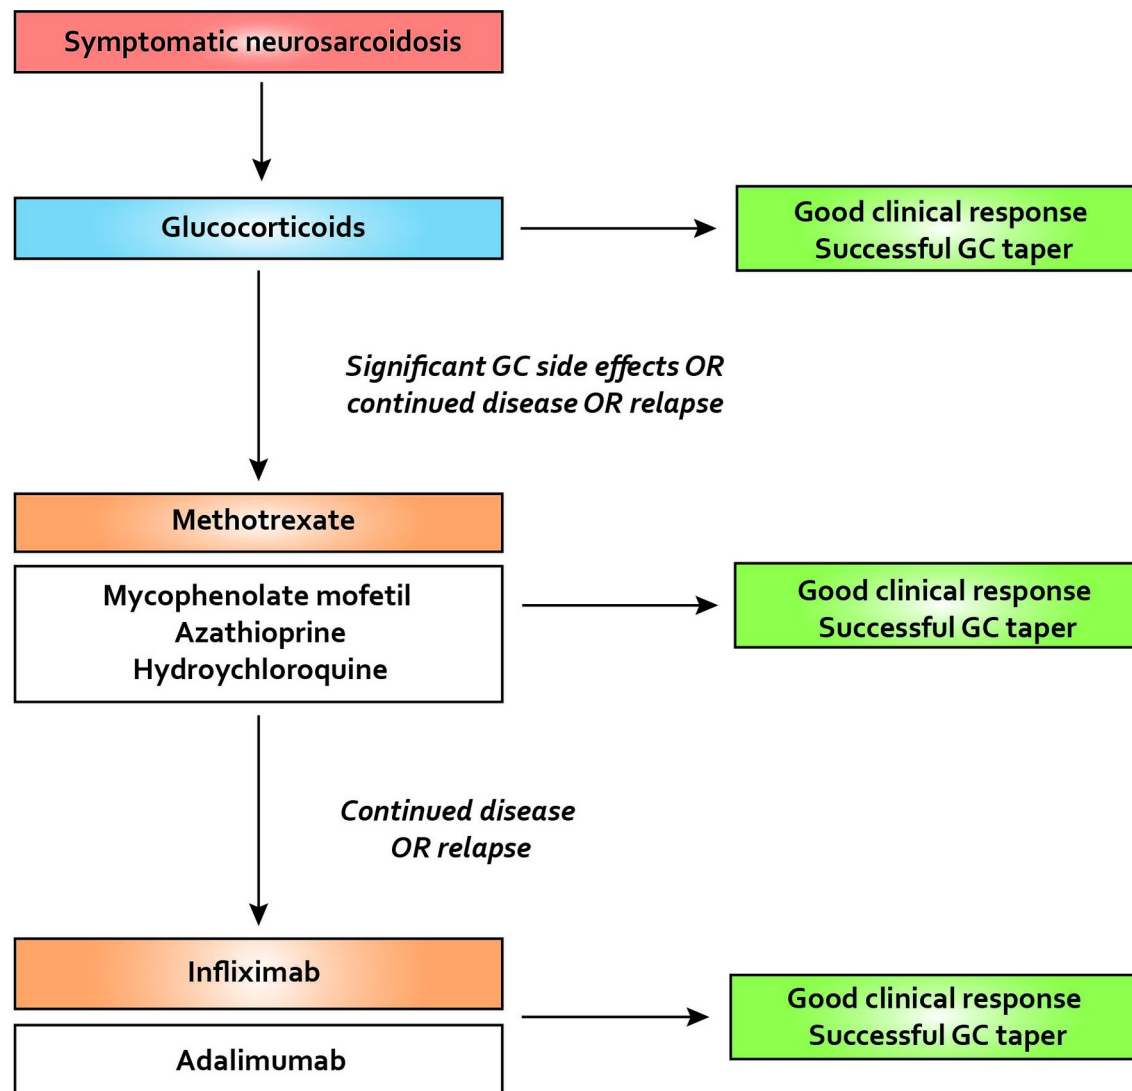 Symptomatic neurosarcoidosis
Glucocorticoids
Good clinical response
Successful GC taper
Significant GC side effects OR
continued disease OR relapse
Methotrexate
Mycophenolate mofetil
Azathioprine
Hydroychloroquine
Good clinical response
Successful GC taper
Continued disease
OR relapse
Infliximab
Adalimumab
Good clinical response
Successful GC taper